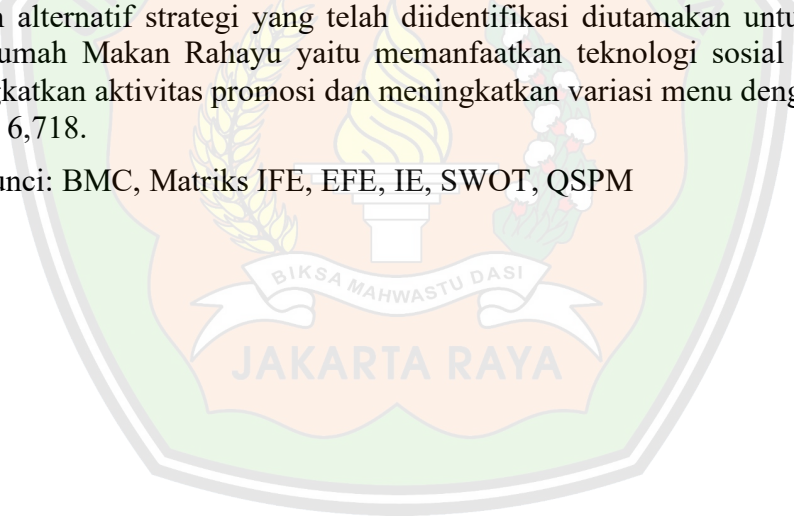 alternatif strategi yang telah diidentifikasi diutamakan untu
umah Makan Rahayu yaitu memanfaatkan teknologi sosial
gkatkan aktivitas promosi dan meningkatkan variasi menu deng
6,718.
unci: BMC, Matriks IFE, EFE, IE, SWOT, QSPM
BIKSA MAHWASTU DASI
JAKARTA RAYA